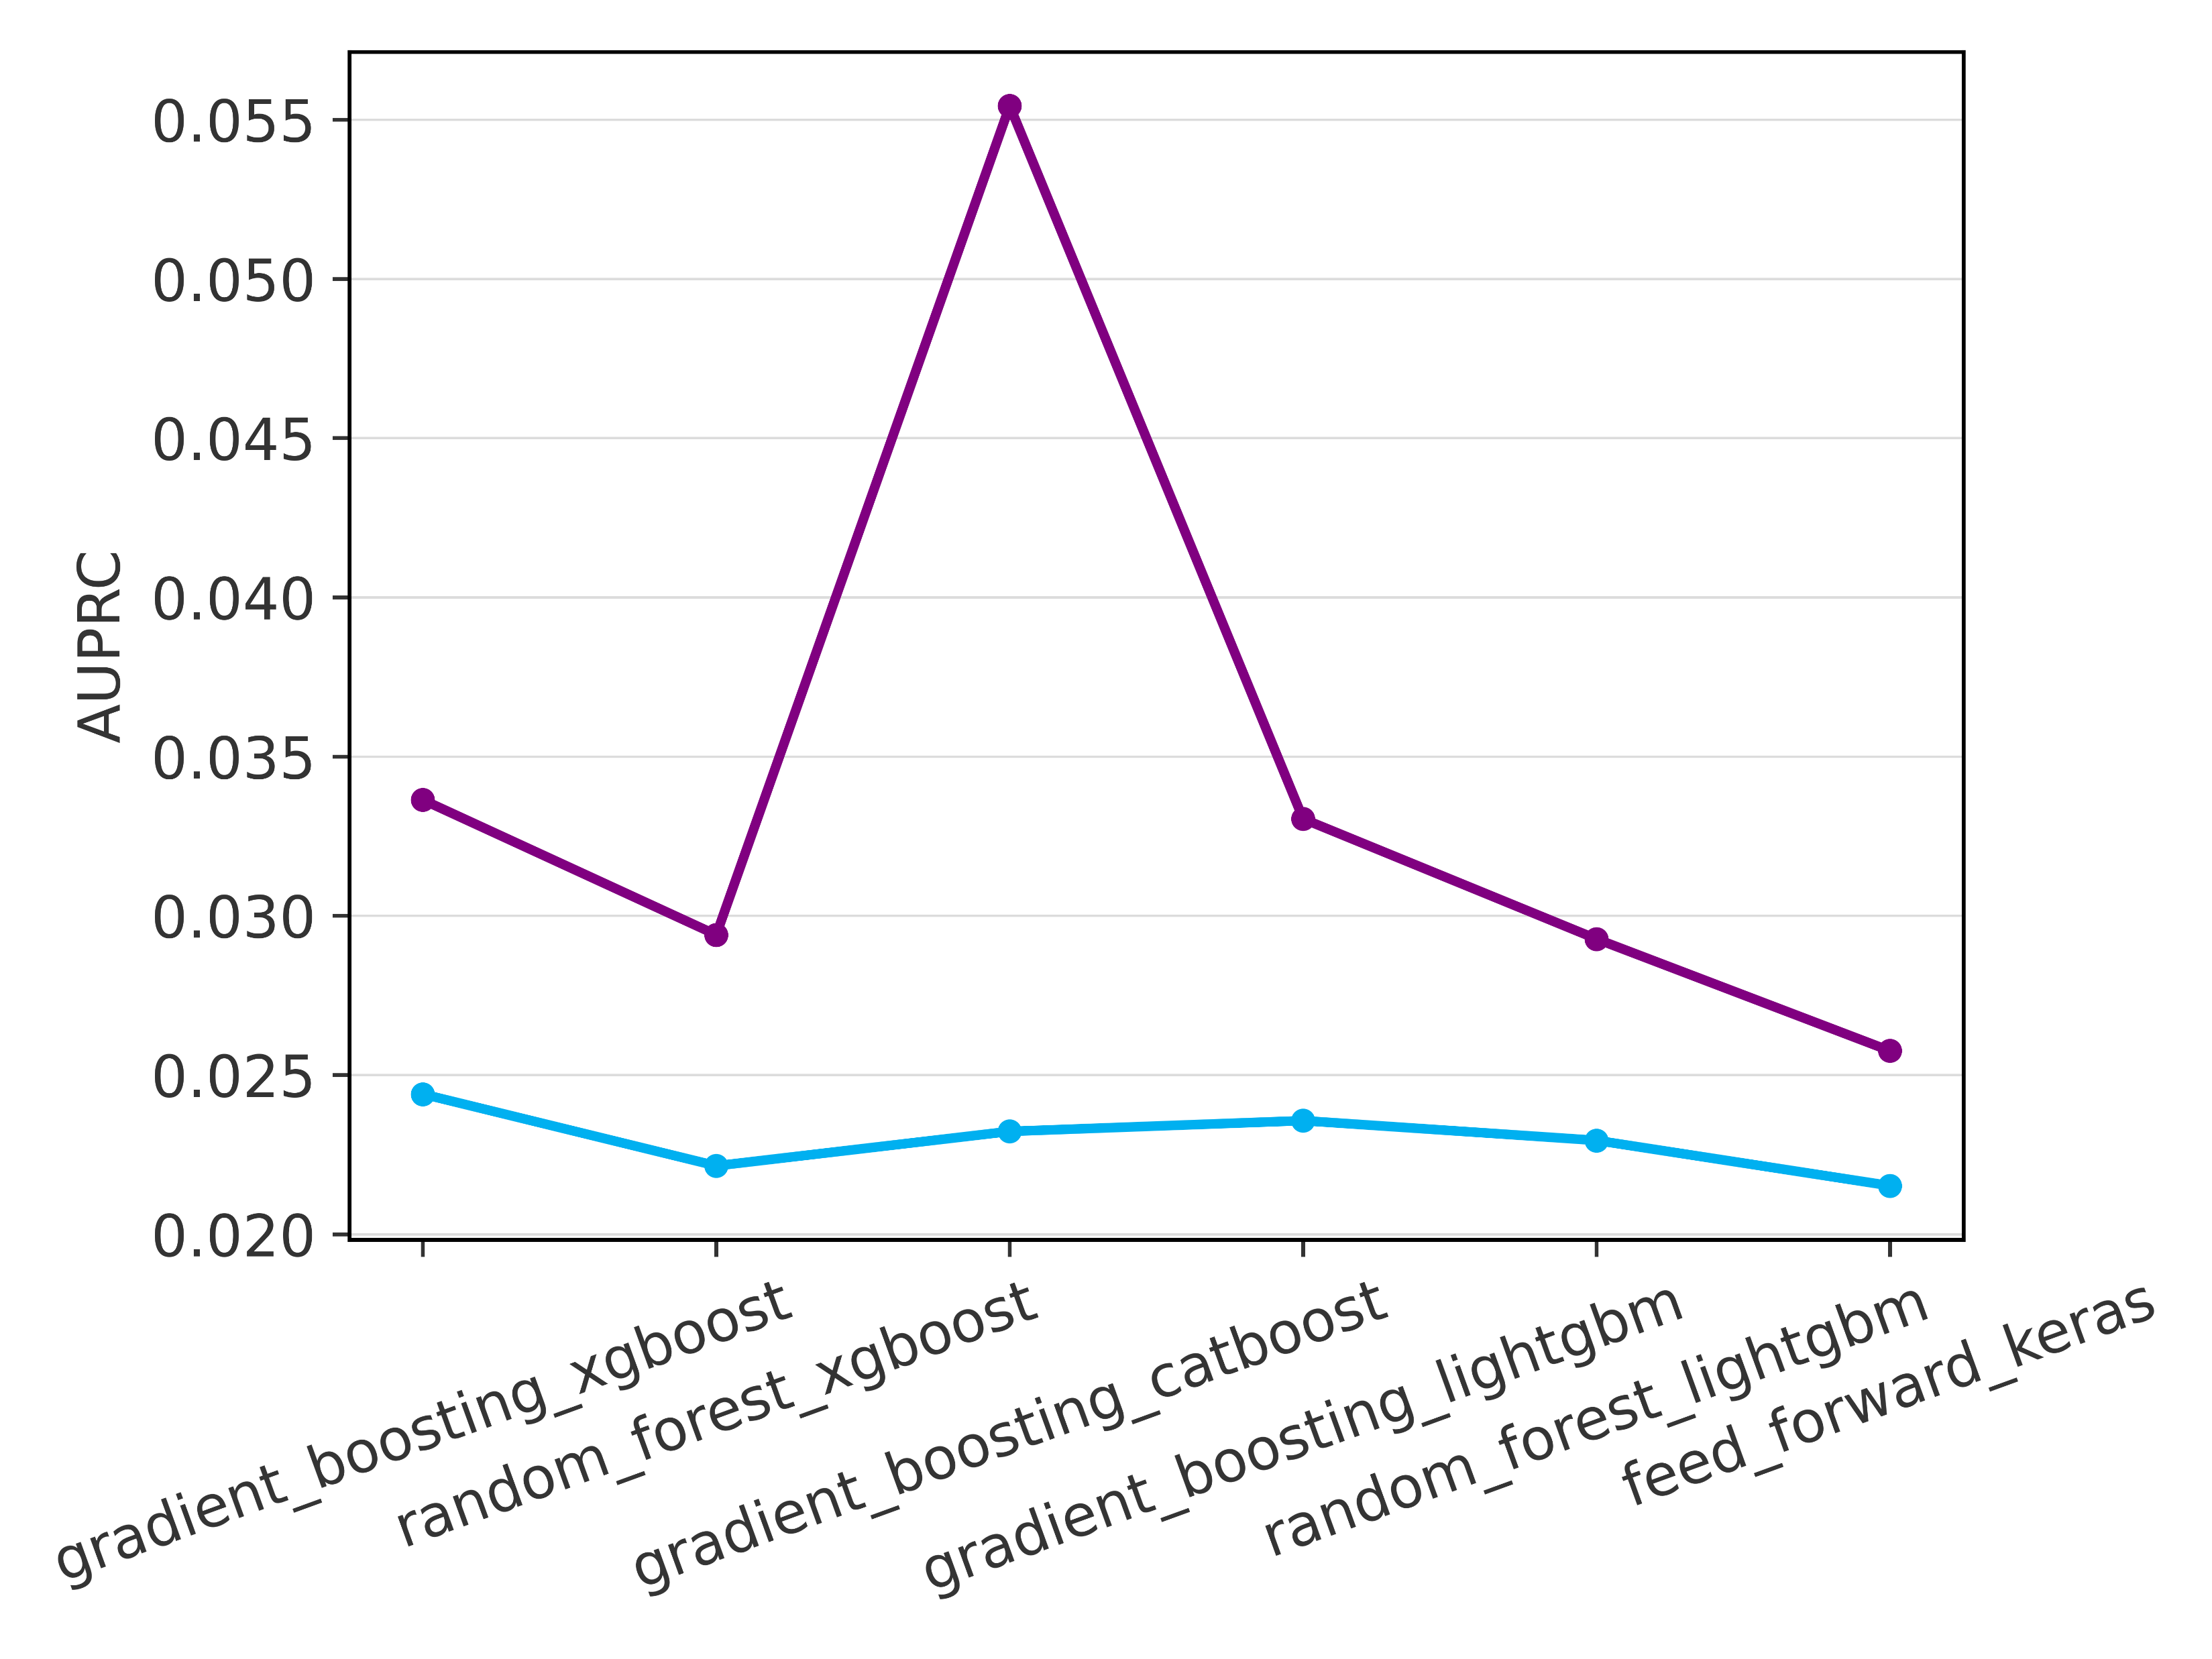 0.055
0.050
0.045
0.040
0.035
0.030
0.025
0.020
AUPRC
gradient_boosting_xgboost
random_forest_xgboost
gradient_boosting_catboost
gradient_boosting_lightgbm
random_forest_lightgbm
feed_forward_keras